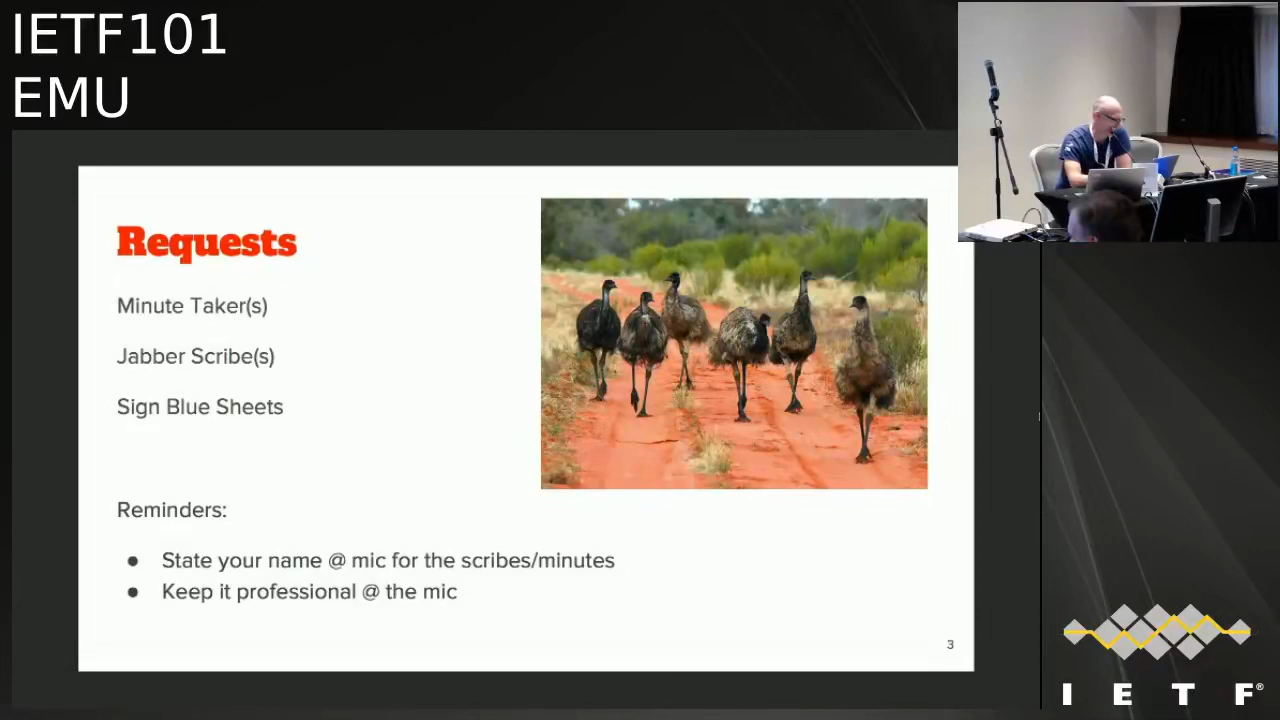 IETF101
EMU
Requests
Minute Taker(s)
Jabber Scribe(s)
Sign Blue Sheets
Reminders:
● State your name @ mic for the scribes/minutes
● Keep it professional @ the mic
3
I E T F®